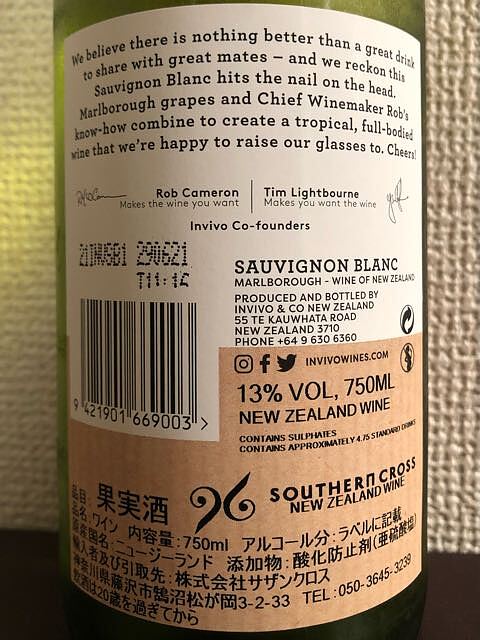 We believe there is nothing better than a great drink
to share with great mates – and we reckon this
Sauvignon Blanc hits the nail on the head.
Marlborough grapes and Chief Winemaker Rob's
know-how combine to create a tropical, full-bodied
wine that we're happy to raise our glasses to. Cheers!
Rob Cameron
Makes the wine you want
Tim Lightbourne
Makes you want the wine
Invivo Co-founders
21INVSB1 290621
T11:14
SAUVIGNON BLANC
MARLBOROUGH - WINE OF NEW ZEALAND
PRODUCED AND BOTTLED BY
INVIVO & CO NEW ZEALAND
55 TE KAUWHATA ROAD
NEW ZEALAND 3710
PHONE +64 9 630 6360
INVIVOWINES.COM
13% VOL, 750ML
NEW ZEALAND WINE
CONTAINS SULPHATES
CONTAINS APPROXIMATELY 4.75 STANDARD DRINKS
9 421901 669003 >
SOUTHERN CROSS
NEW ZEALAND WINE
品目: 果実酒
品名: ワイン 内容量:750ml アルコール分:ラベルに記載
原産国名:ニュージーランド 添加物:酸化防止剤(亜硫酸塩)
輸入者及び引取先:株式会社サザンクロス
神奈川県藤沢市鵠沼松が岡3-2-33 TEL:050-3645-3239
飲酒は20歳を過ぎてから